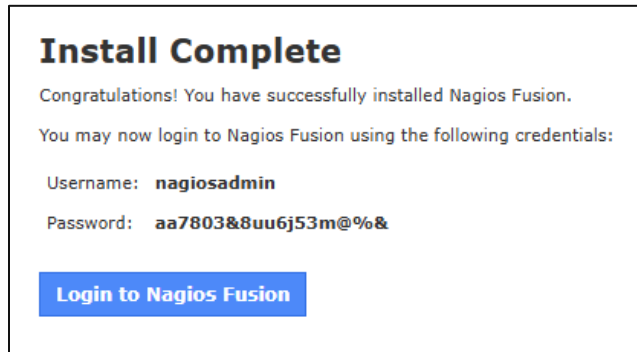 Install Complete
Congratulations! You have successfully installed Nagios Fusion.
You may now login to Nagios Fusion using the following credentials:
Username: nagiosadmin
Password: aa7803&8uu6j53m@%&
Login to Nagios Fusion